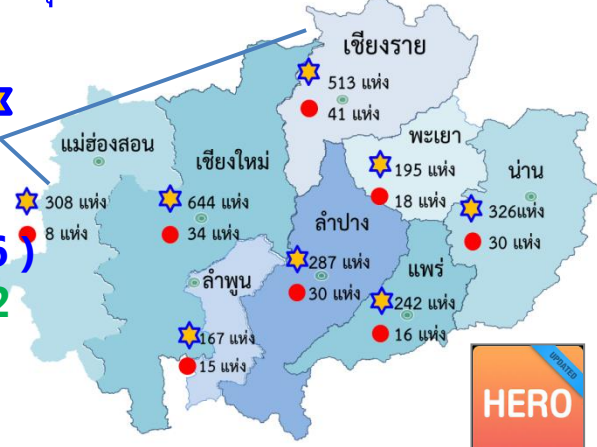 เชียงราย
513 แห่ง
41 แห่ง
แม่ฮ่องสอน
308 แห่ง
8 แห่ง
เชียงใหม่
644 แห่ง
34 แห่ง
พะเยา
195 แห่ง
18 แห่ง
น่าน
326แห่ง
30 แห่ง
ลำปาง
287 แห่ง
30 แห่ง
แพร่
242 แห่ง
16 แห่ง
ลำพูน
167 แห่ง
15 แห่ง
)
2
UPDATED
HERO